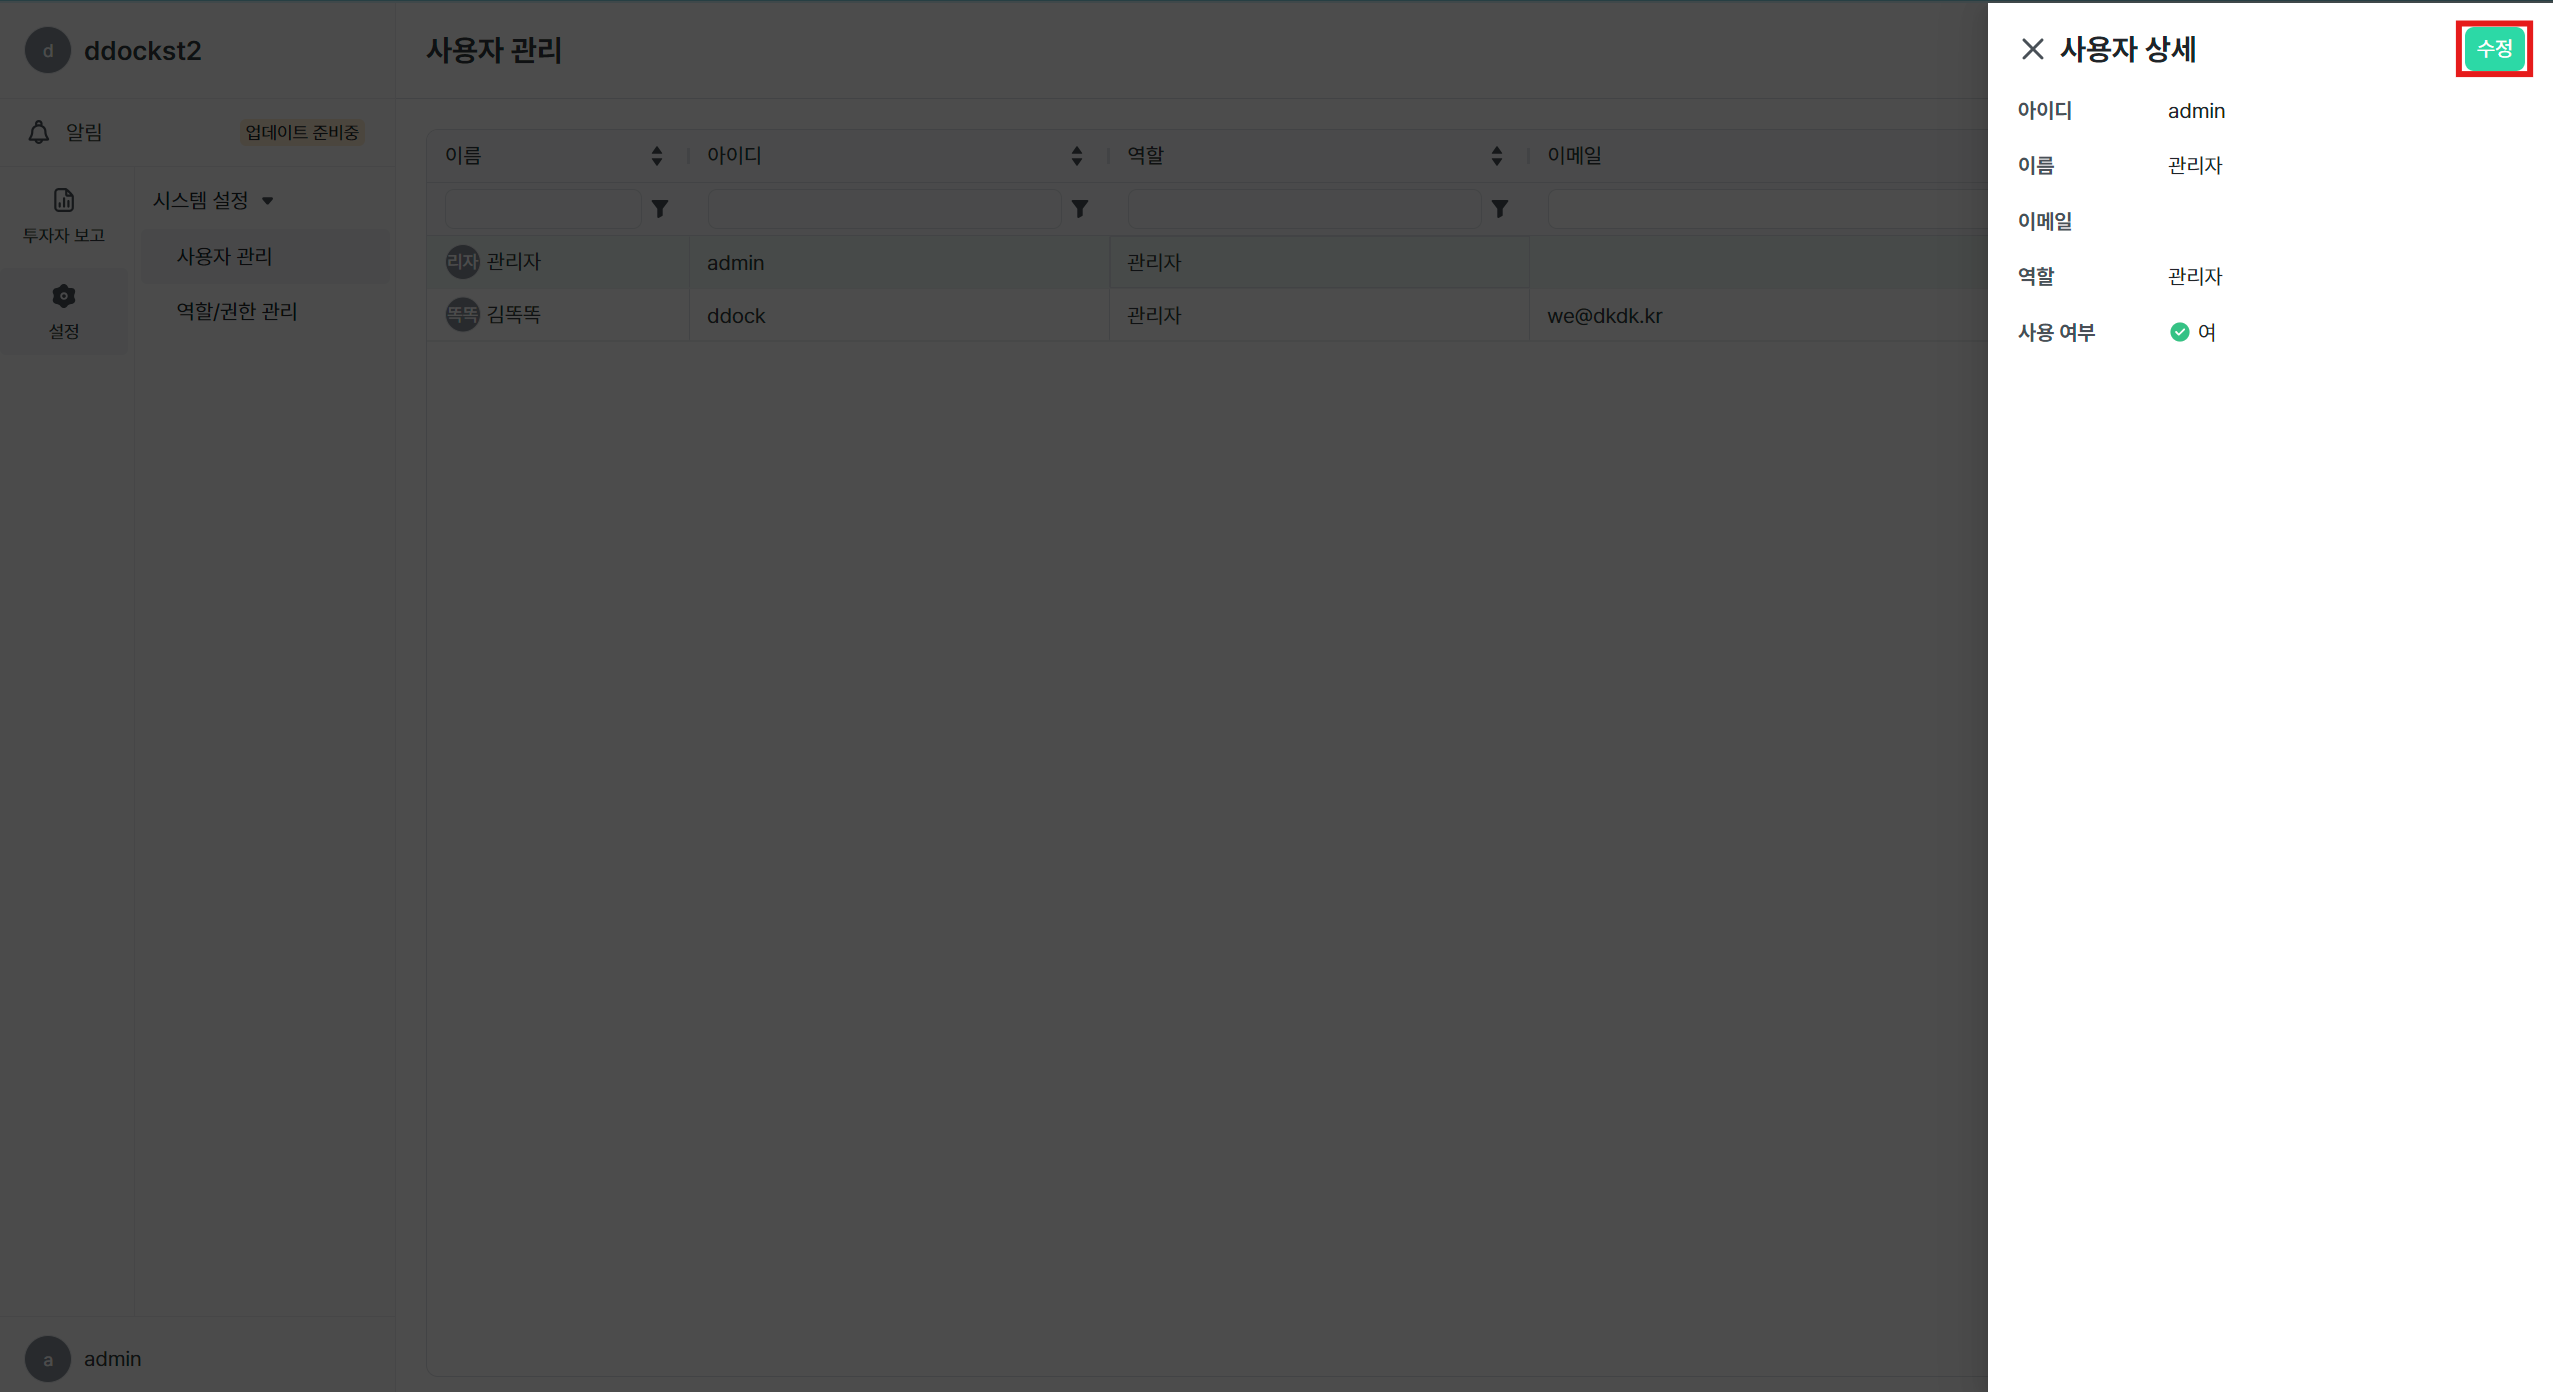 d ddockst2
알림 업데이트 준비중
투자자 보고
설정
시스템 설정
사용자 관리
역할/권한 관리
a admin
사용자 관리
이름 아이디 역할 이메일
리자 관리자 admin 관리자
똑똑 김똑똑 ddock 관리자 we@dkdk.kr
사용자 상세 수정
아이디 admin
이름 관리자
이메일
역할 관리자
사용 여부 여